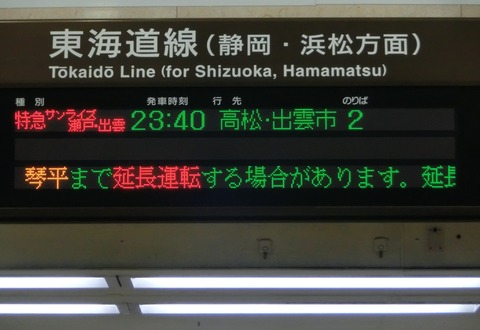 東海道線(静岡・浜松方面)
Tōkaidō Line (for Shizuoka, Hamamatsu)
種別 発車時刻 行先 のりば
特急 サンライズ瀬戸・出雲 23:40 高松・出雲市 2
琴平まで延長運転する場合があります。延長